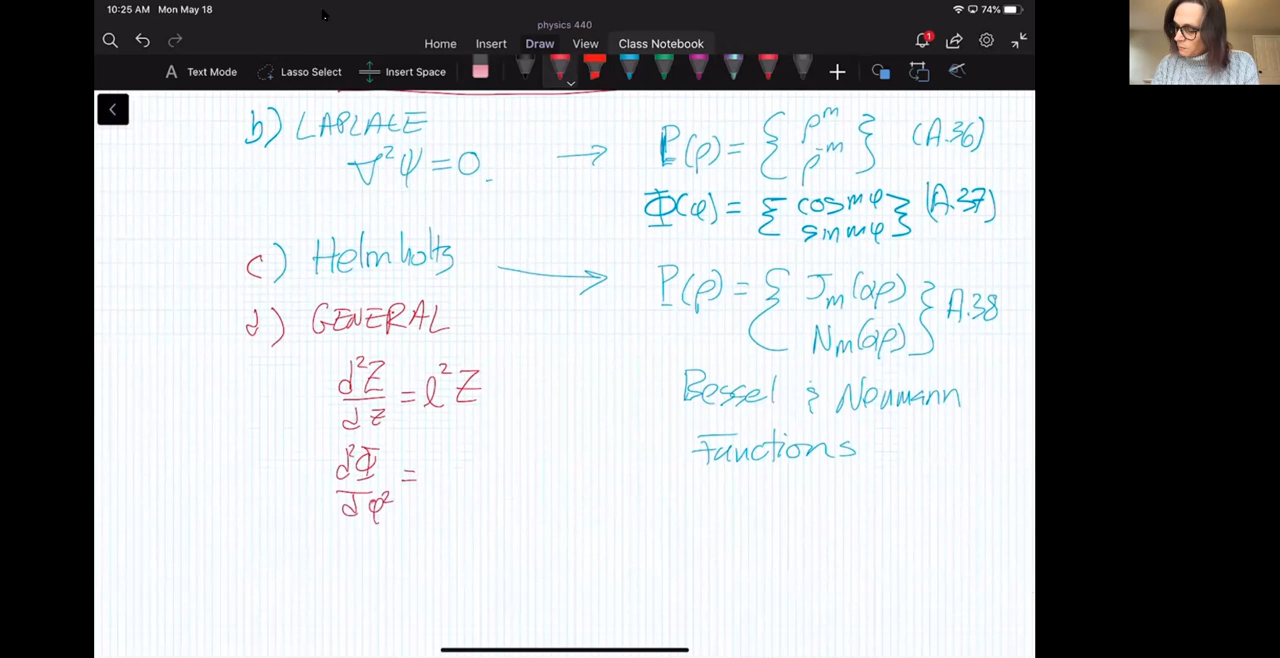 10:25 AM Mon May 18
74%
physics 440
Home Insert Draw View Class Notebook
1
A Text Mode Lasso Select Insert Space
b) LAPLACE
∇²ψ = 0.
→ P(ρ) = { ρ^m
ρ^-m } (A.36)
Φ(φ) = { cos mφ
sin mφ } (A.37)
c) Helmholtz
→ P(ρ) = { J_m(αρ)
N_m(αρ) } A.38
d) GENERAL
d²Z/dz = l² Z
Bessel & Neumann
Functions
d²Φ/dφ² =